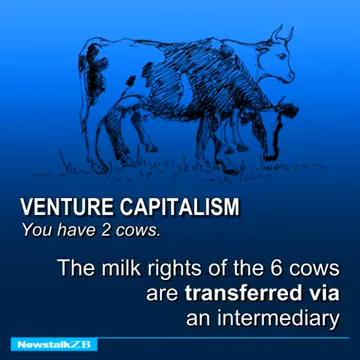 VENTURE CAPITALISM
You have 2 cows.
The milk rights of the 6 cows
are transferred via
an intermediary
NewstalkZB